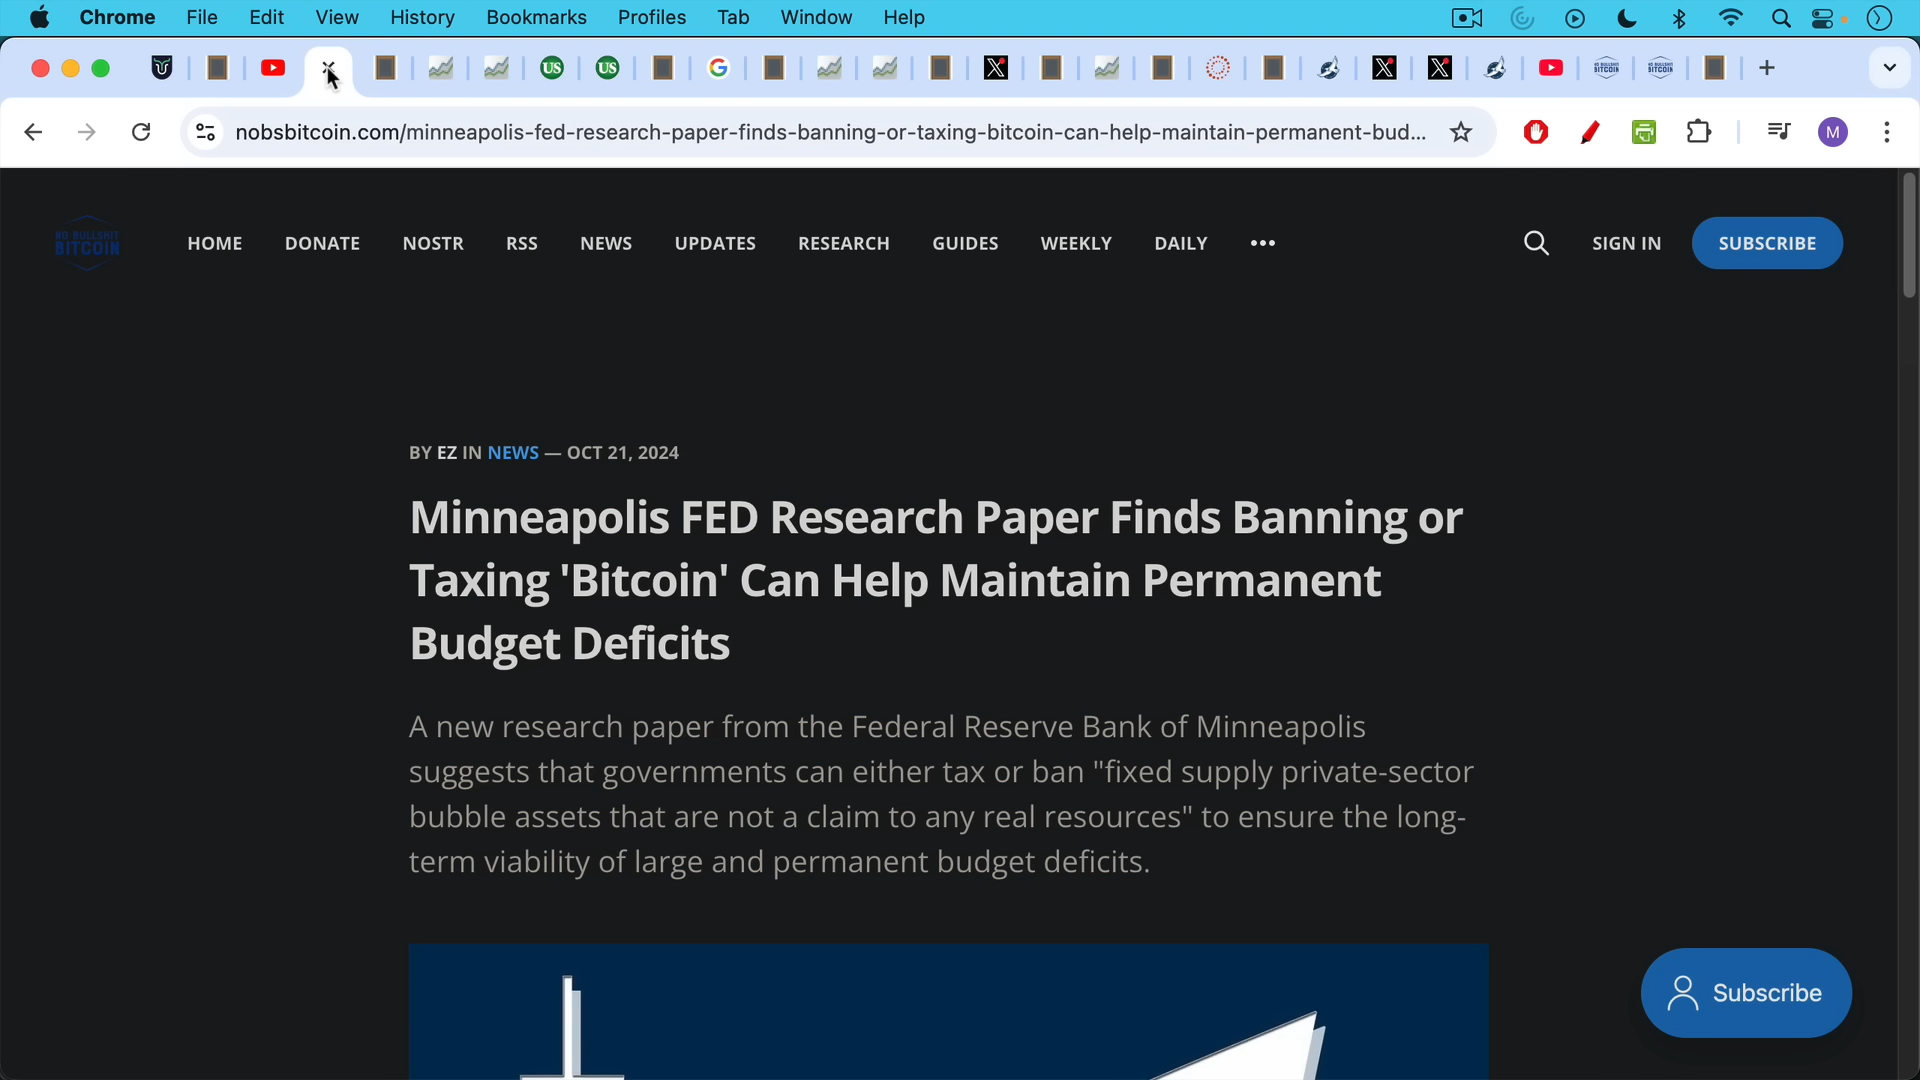 Chrome File Edit View History Bookmarks Profiles Tab Window Help
US US
nobsbitcoin.com/minneapolis-fed-research-paper-finds-banning-or-taxing-bitcoin-can-help-maintain-permanent-bud... M
NO BULLSHIT
BITCOIN
HOME DONATE NOSTR RSS NEWS UPDATES RESEARCH GUIDES WEEKLY DAILY ••• SIGN IN SUBSCRIBE
BY EZ IN NEWS — OCT 21, 2024
Minneapolis FED Research Paper Finds Banning or
Taxing 'Bitcoin' Can Help Maintain Permanent
Budget Deficits
A new research paper from the Federal Reserve Bank of Minneapolis
suggests that governments can either tax or ban "fixed supply private-sector
bubble assets that are not a claim to any real resources" to ensure the long-
term viability of large and permanent budget deficits.
Subscribe